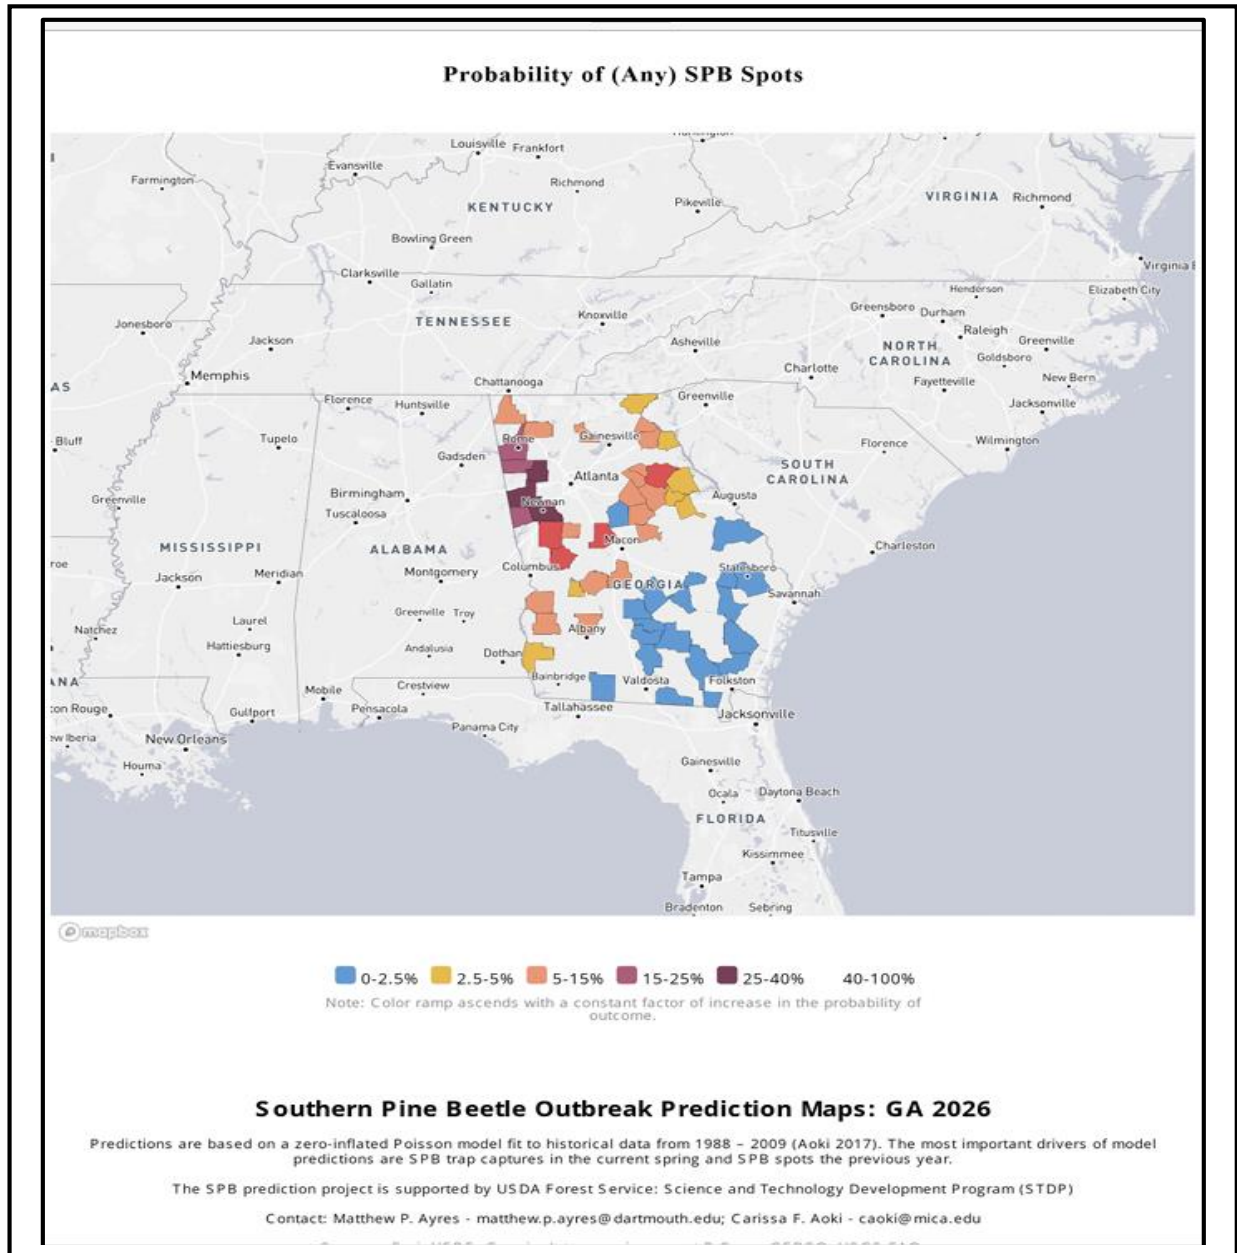 Probability of (Any) SPB Spots
Huntington
Louisville Frankfort
Evansville
Farmington
Richmond
Pikeville
VIRGINIA Richmond
KENTUCKY
Bowling Green
Clarksville
Virginia B
Gallatin
Henderson
Elizabeth City
TENNESSEE
Knoxville
Greensboro Durham
Jonesboro
Raleigh
Jackson
Asheville
NORTH
CAROLINA
Greenville
Goldsboro
Memphis
Charlotte
Chattanooga
Fayetteville
New Bern
AS
Florence
Huntsville
Greenville
Jacksonville
Bluff
Tupelo
Rome
Gainesville
Florence
Wilmington
Gadsden
SOUTH
CAROLINA
Atlanta
Birmingham
Greenville
Newnan
Augusta
Tuscaloosa
MISSISSIPPI
ALABAMA
Macon
Charleston
roe
Jackson
Meridian
Montgomery
Columbus
GEORGIA
Statesboro
Savannah
Natchez
Laurel
Greenville Troy
Albany
Hattiesburg
Andalusia
Dothan
ANA
Mobile
Crestview
Bainbridge
Valdosta
Folkston
ton Rouge
Gulfport
Pensacola
Tallahassee
Jacksonville
ew Iberia
New Orleans
Panama City
Houma
Gainesville
Ocala
Daytona Beach
FLORIDA
Titusville
Kissimmee
Tampa
Bradenton
Sebring
mapbox
0-2.5% 2.5-5% 5-15% 15-25% 25-40% 40-100%
Note: Color ramp ascends with a constant factor of increase in the probability of
outcome.
Southern Pine Beetle Outbreak Prediction Maps: GA 2026
Predictions are based on a zero-inflated Poisson model fit to historical data from 1988 – 2009 (Aoki 2017). The most important drivers of model
predictions are SPB trap captures in the current spring and SPB spots the previous year.
The SPB prediction project is supported by USDA Forest Service: Science and Technology Development Program (STDP)
Contact: Matthew P. Ayres - matthew.p.ayres@dartmouth.edu; Carissa F. Aoki - caoki@mica.edu